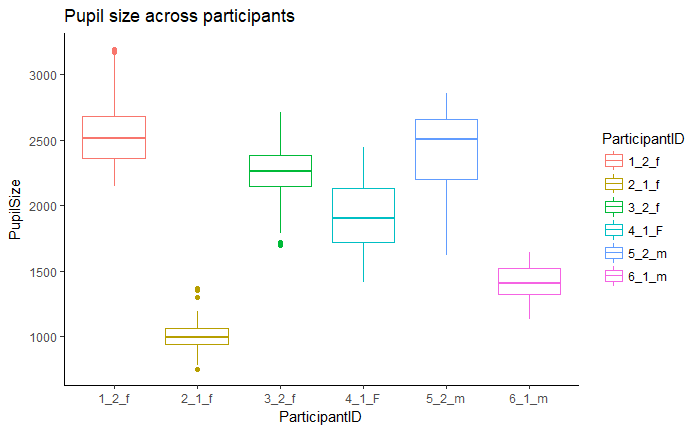 Pupil size across participants
PupilSize
3000
2500
2000
1500
1000
1_2_f
2_1_f
3_2_f
4_1_F
5_2_m
6_1_m
ParticipantID
ParticipantID
1_2_f
2_1_f
3_2_f
4_1_F
5_2_m
6_1_m